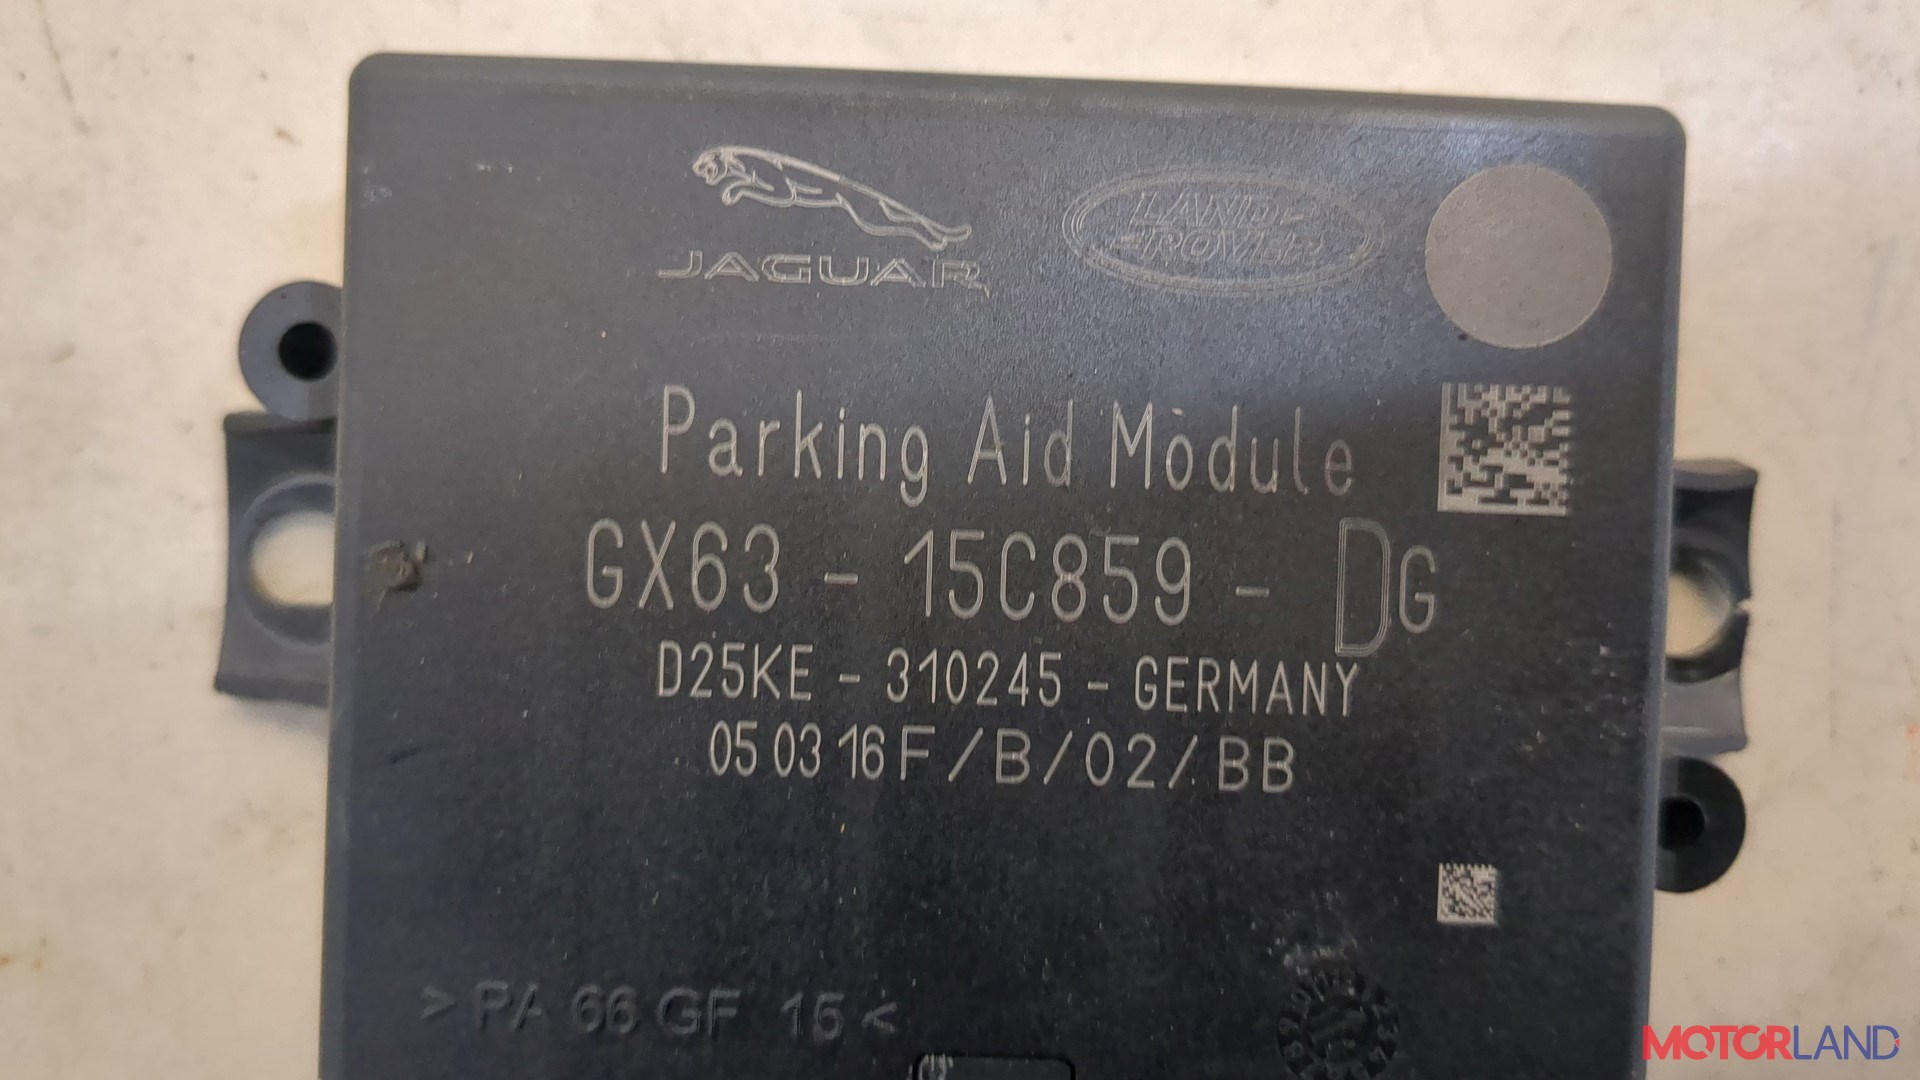 JAGUAR
LAND-
-ROVER
Parking Aid Module
GX63 - 15C859 - DG
D25KE - 310245 - GERMANY
05 03 16 F/B/02/BB
> PA 66 GF 15 <
MOTORLAND